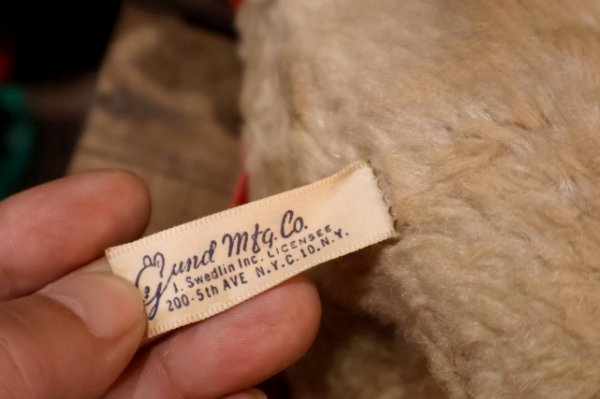 Gund Mfg. Co.
J. Swedlin Inc. LICENSEE
200-5th AVE N.Y.C. 10. N.Y.